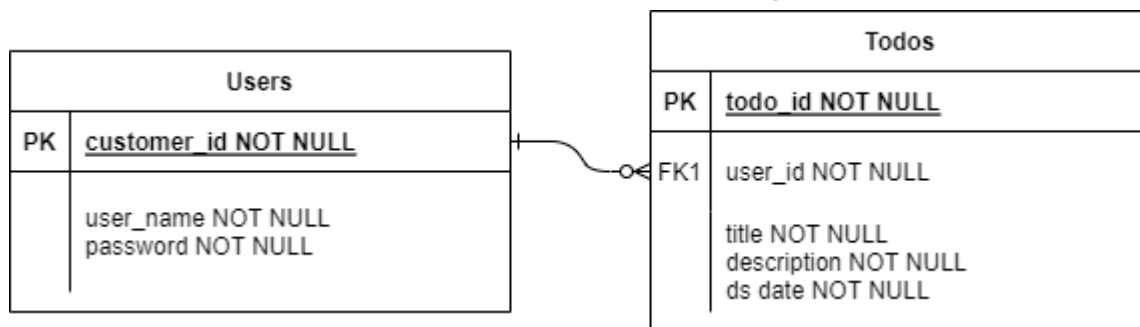 Users
PK customer_id NOT NULL
user_name NOT NULL
password NOT NULL
Todos
PK todo_id NOT NULL
FK1 user_id NOT NULL
title NOT NULL
description NOT NULL
ds date NOT NULL